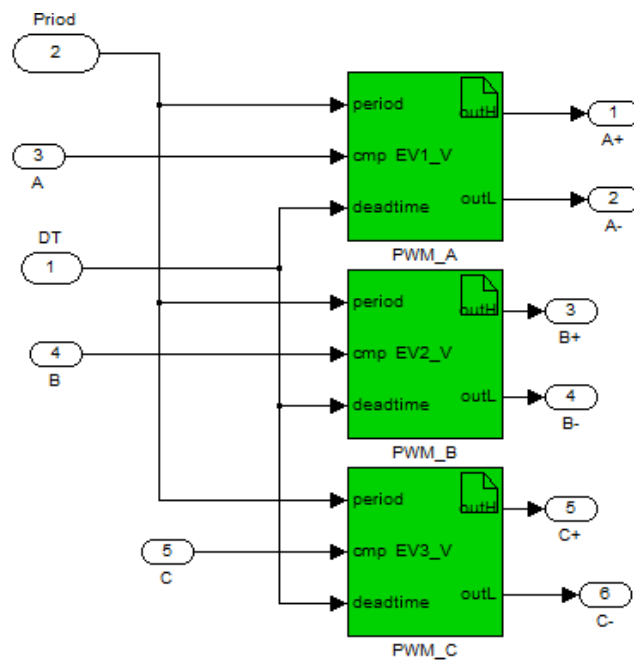 Priod
2
period
outH
1
A+
3
A
cmp EV1_V
DT
1
deadtime
outL
2
A-
PWM_A
period
outH
3
B+
4
B
cmp EV2_V
deadtime
outL
4
B-
PWM_B
period
outH
5
C+
5
C
cmp EV3_V
deadtime
outL
6
C-
PWM_C